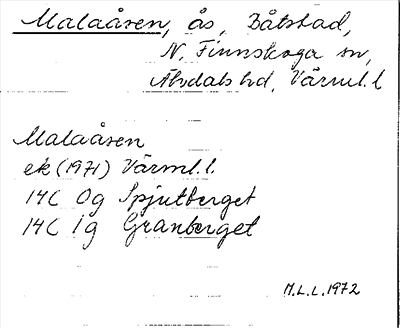 Malaåsen, ås, Båtstad,
N. Finnskoga sn,
Älvdals hd, Värml. l
Malaåsen
ek (1971) Värml. l.
14C 0g Spjutberget
14C 1g Granberget
M.L.L. 1972